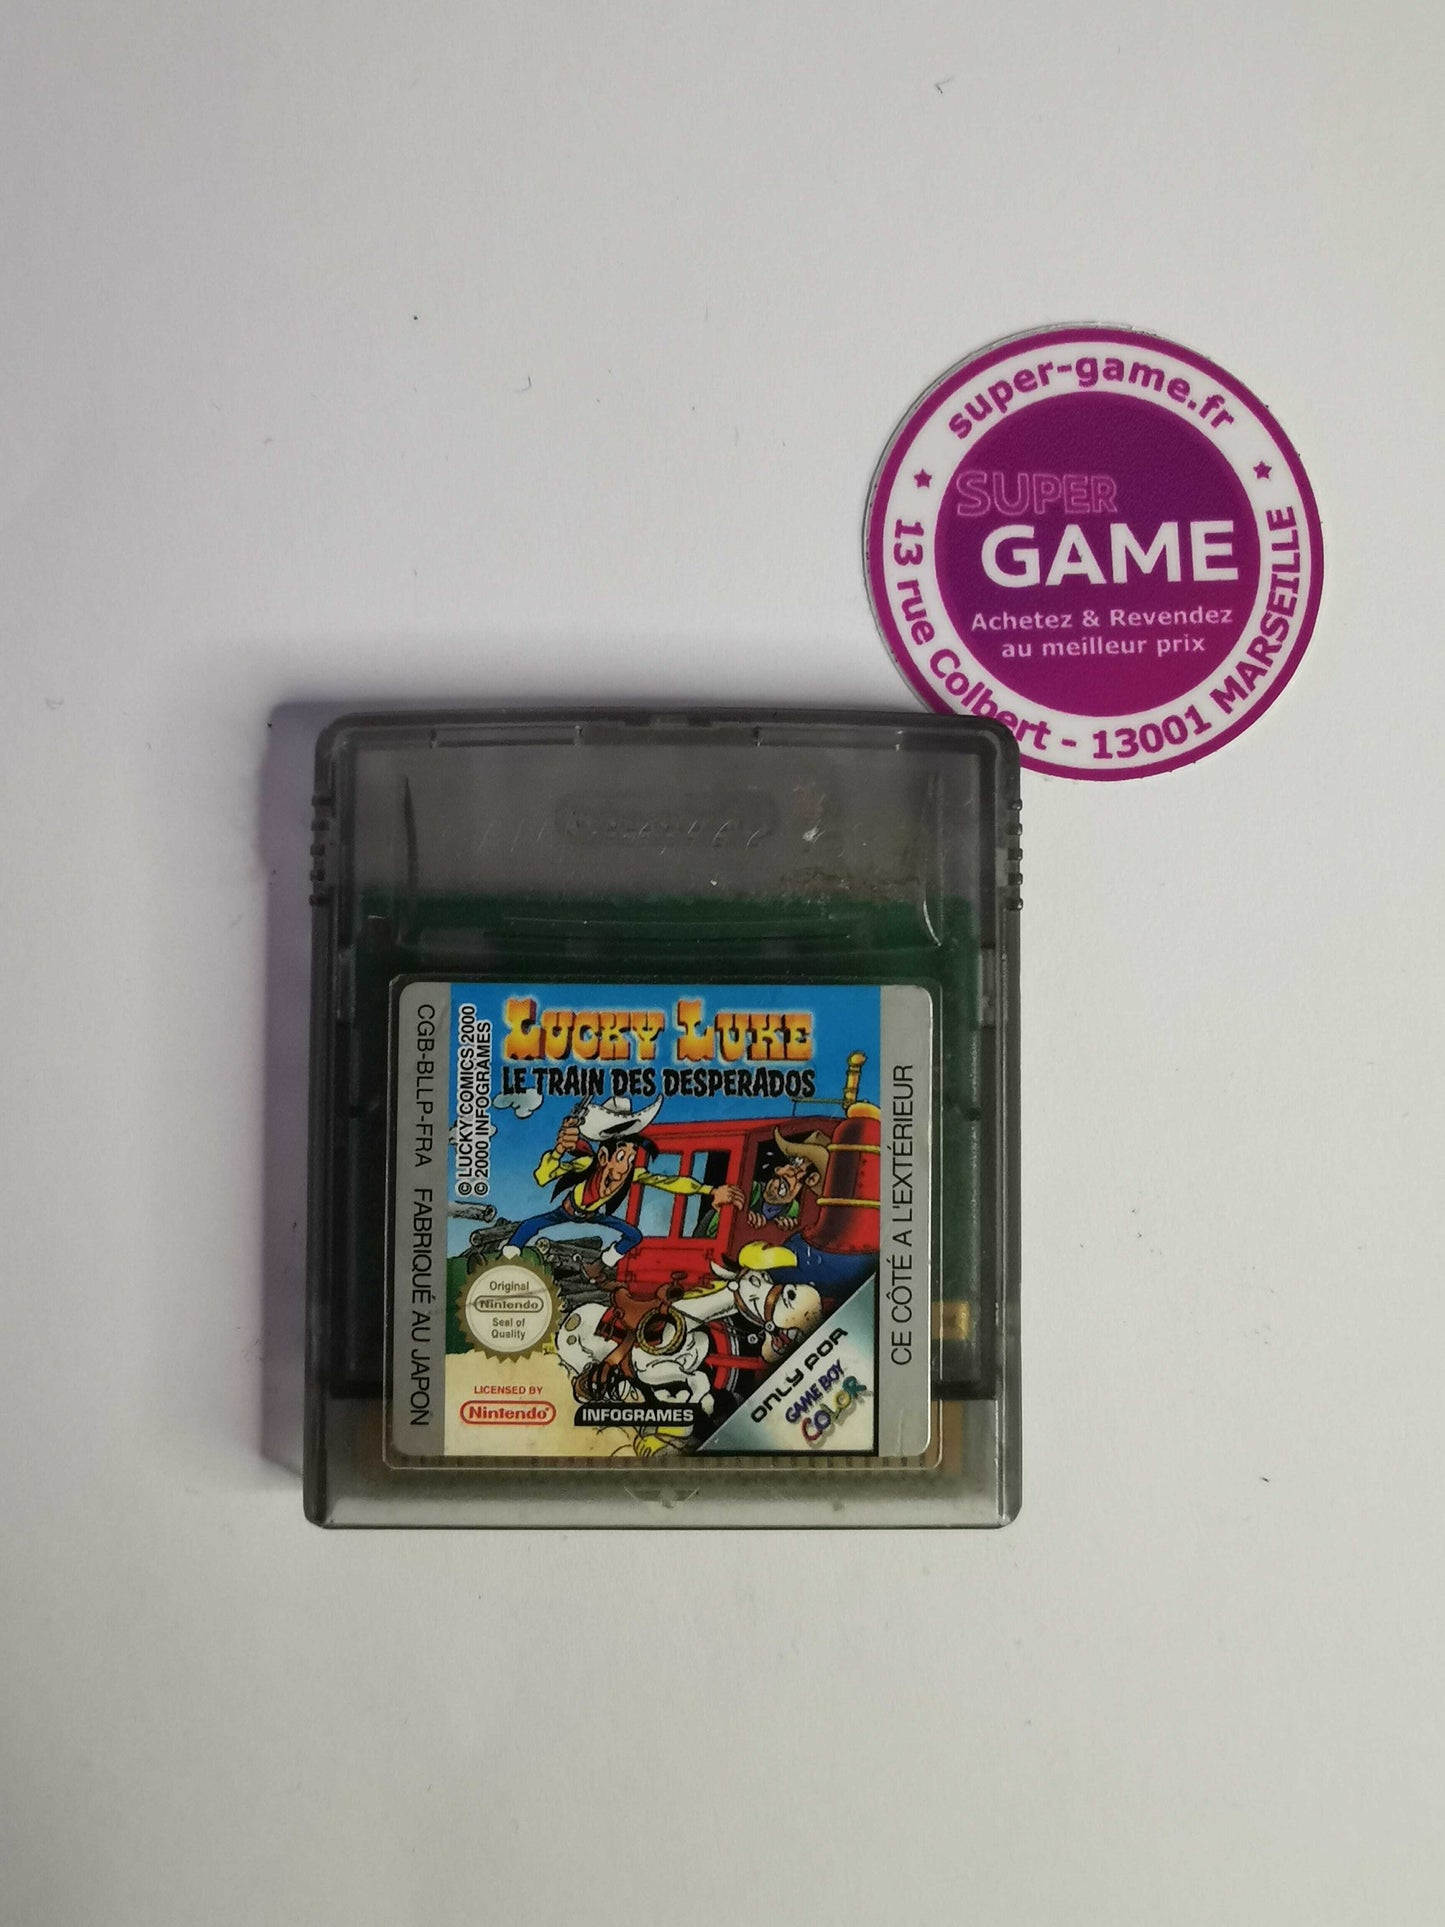 super-game.fr
SUPER
GAME
Achetez & Revendez
au meilleur prix
13 rue Colbert - 13001 MARSEILLE
CGB-BLLP-FRA FABRIQUÉ AU JAPON
© LUCKY COMICS 2000
© 2000 INFOGRAMES
LUCKY LUKE
LE TRAIN DES DESPERADOS
Original
Nintendo
Seal of
Quality
LICENSED BY
Nintendo
INFOGRAMES
ONLY FOR
GAME BOY
COLOR
CE CÔTÉ A L'EXTÉRIEUR